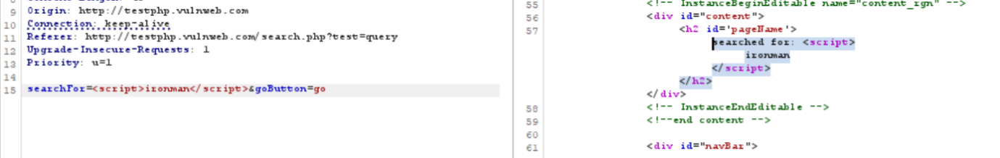 9 Origin: http://testphp.vulnweb.com
10 Connection: keep-alive
11 Referer: http://testphp.vulnweb.com/search.php?test=query
12 Upgrade-Insecure-Requests: 1
13 Priority: u=1
14
15 searchFor=<script>ironman</script>&goButton=go
55 <!-- InstanceBeginEditable name="content_rgn" -->
56 <div id="content">
57 <h2 id='pageName'>
searched for: <script>
ironman
</script>
</h2>
</div>
58 <!-- InstanceEndEditable -->
59 <!--end content -->
60
61 <div id="navBar">